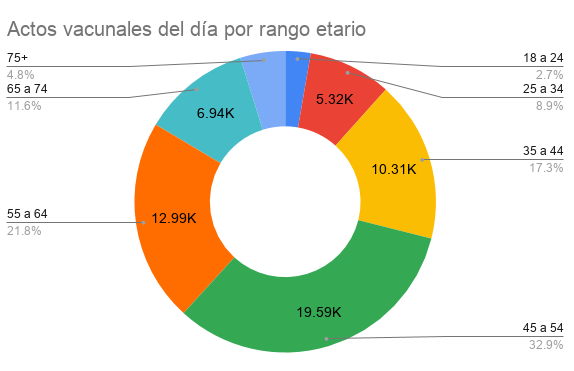 Actos vacunales del día por rango etario
75+
4.8%
65 a 74
11.6%
55 a 64
21.8%
18 a 24
2.7%
25 a 34
8.9%
35 a 44
17.3%
45 a 54
32.9%
5.32K
6.94K
10.31K
12.99K
19.59K